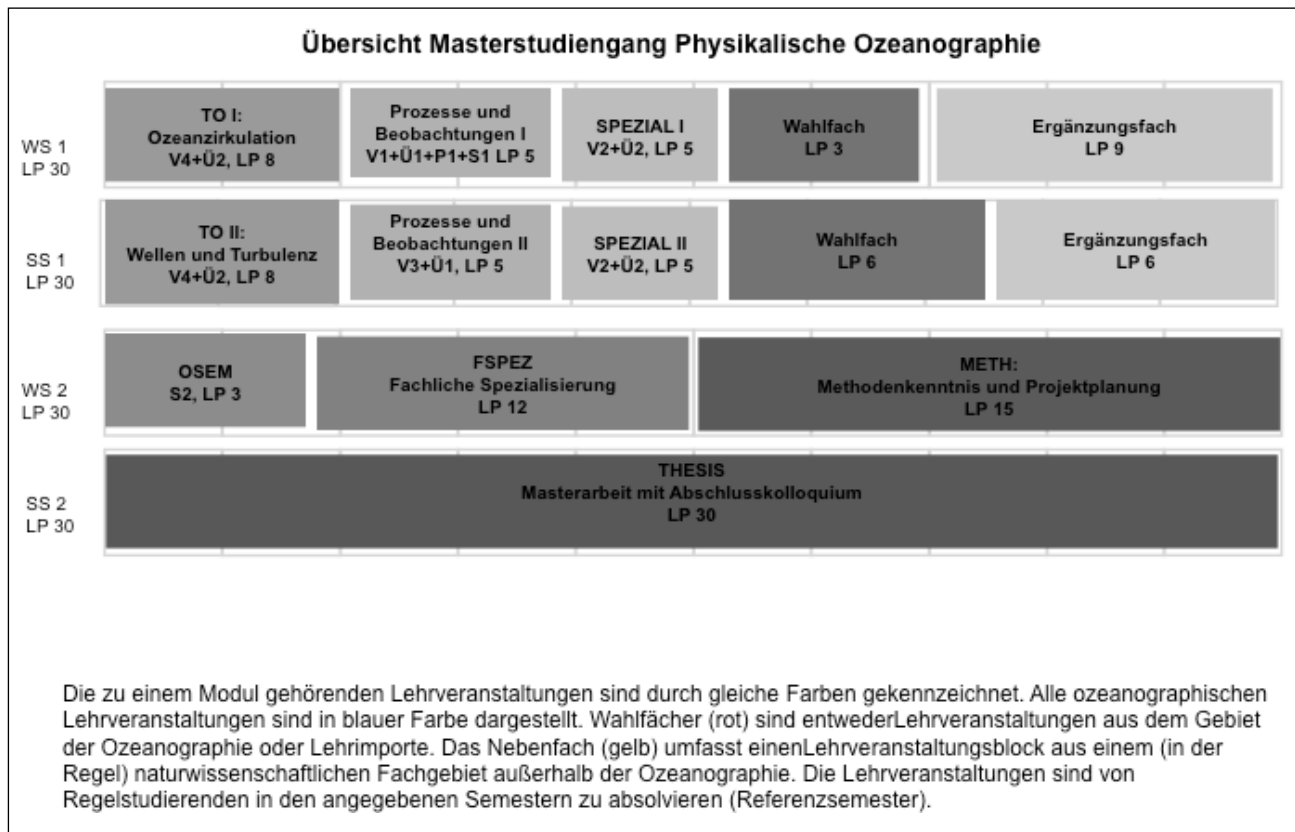 Übersicht Masterstudiengang Physikalische Ozeanographie
WS 1
LP 30
TO I:
Ozeanzirkulation
V4+Ü2, LP 8
Prozesse und
Beobachtungen I
V1+Ü1+P1+S1 LP 5
SPEZIAL I
V2+Ü2, LP 5
Wahlfach
LP 3
Ergänzungsfach
LP 9
SS 1
LP 30
TO II:
Wellen und Turbulenz
V4+Ü2, LP 8
Prozesse und
Beobachtungen II
V3+Ü1, LP 5
SPEZIAL II
V2+Ü2, LP 5
Wahlfach
LP 6
Ergänzungsfach
LP 6
WS 2
LP 30
OSEM
S2, LP 3
FSPEZ
Fachliche Spezialisierung
LP 12
METH:
Methodenkenntnis und Projektplanung
LP 15
SS 2
LP 30
THESIS
Masterarbeit mit Abschlusskolloquium
LP 30
Die zu einem Modul gehörenden Lehrveranstaltungen sind durch gleiche Farben gekennzeichnet. Alle ozeanographischen
Lehrveranstaltungen sind in blauer Farbe dargestellt. Wahlfächer (rot) sind entwederLehrveranstaltungen aus dem Gebiet
der Ozeanographie oder Lehrimporte. Das Nebenfach (gelb) umfasst einenLehrveranstaltungsblock aus einem (in der
Regel) naturwissenschaftlichen Fachgebiet außerhalb der Ozeanographie. Die Lehrveranstaltungen sind von
Regelstudierenden in den angegebenen Semestern zu absolvieren (Referenzsemester).